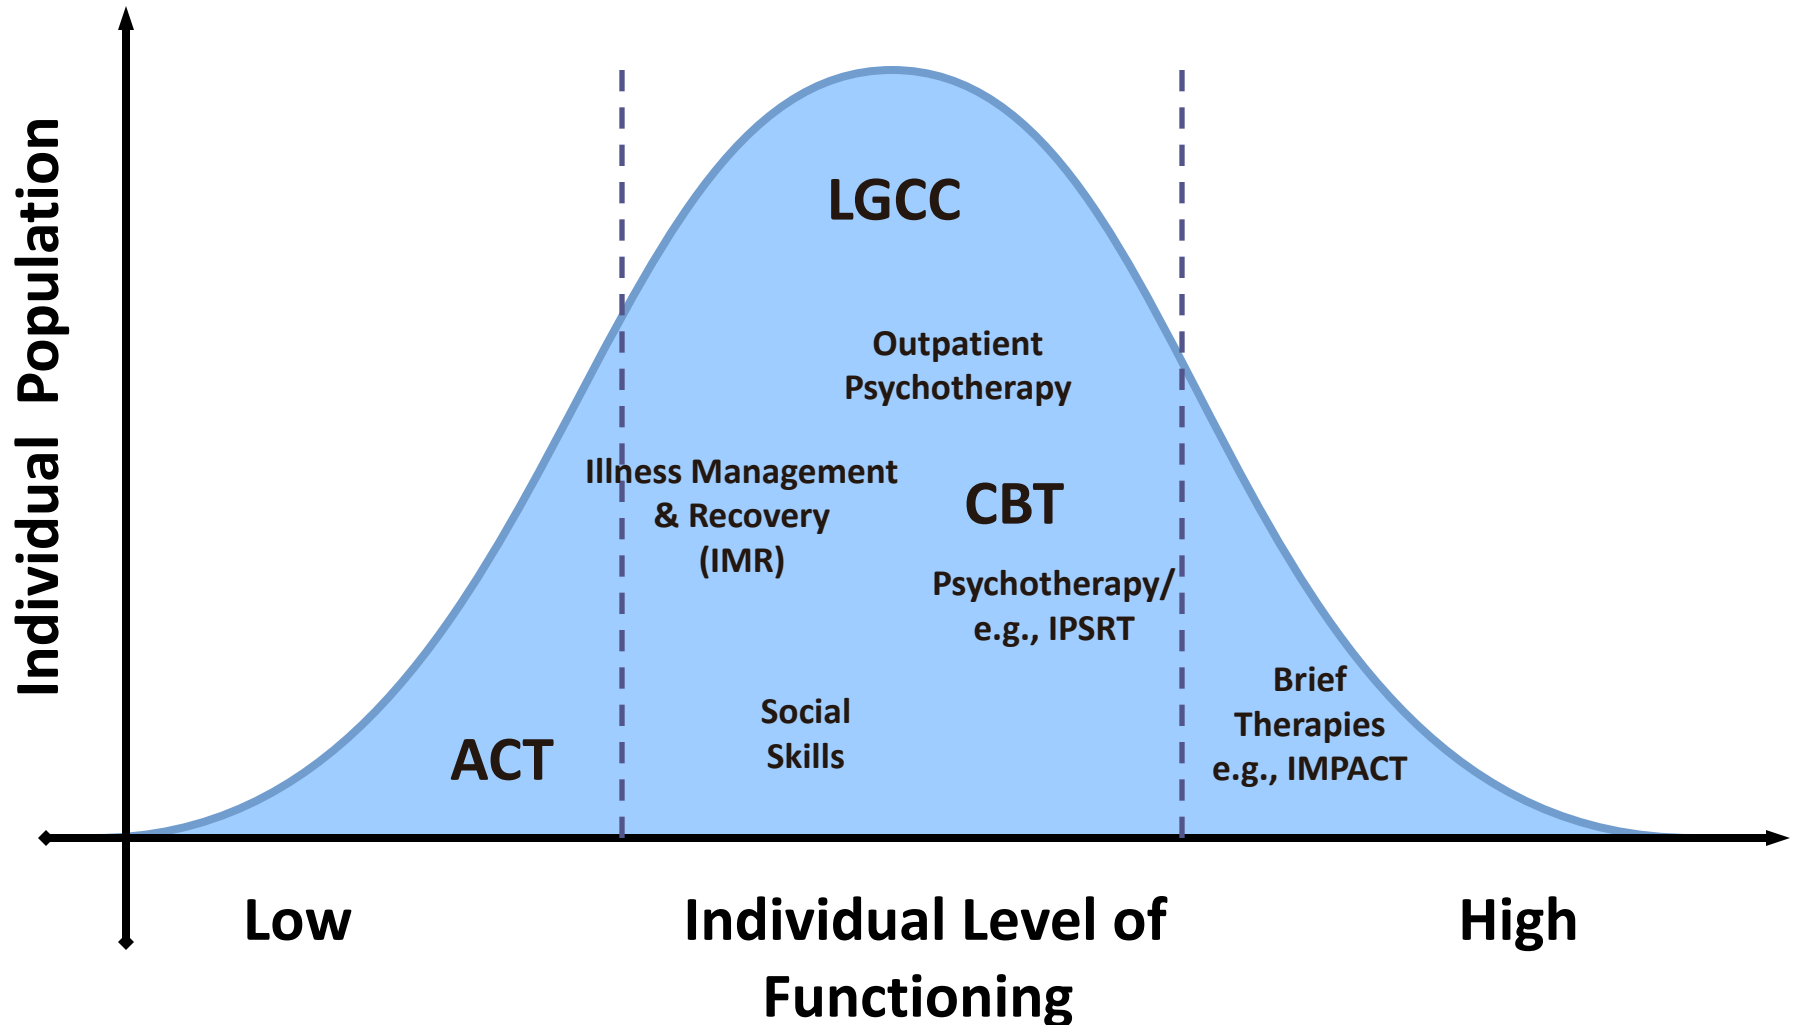 Individual Population
LGCC
Outpatient
Psychotherapy
Illness Management
& Recovery
(IMR)
CBT
Psychotherapy/
e.g., IPSRT
Social
Skills
ACT
Brief
Therapies
e.g., IMPACT
Low
Individual Level of
Functioning
High